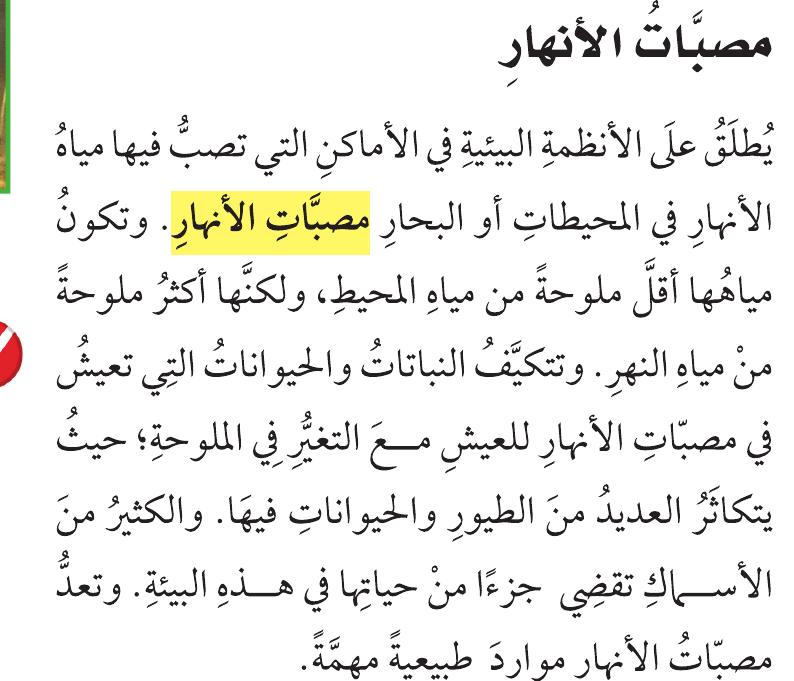 مصبَّاتُ الأنهارِ
يُطلَقُ علَى الأنظمةِ البيئيةِ في الأماكنِ التي تصبُّ فيها مياهُ
الأنهارِ في المحيطاتِ أو البحارِ مصبَّاتِ الأنهارِ. وتكونُ
مياهُها أقلَّ ملوحةً من مياهِ المحيطِ، ولكنَّها أكثرُ ملوحةً
منْ مياهِ النهرِ. وتتكيَّفُ النباتاتُ والحيواناتُ التِي تعيشُ
في مصبّاتِ الأنهارِ للعيشِ مـعَ التغيُّرِ فِي الملوحةِ؛ حيثُ
يتكاثَرُ العديدُ منَ الطيورِ والحيواناتِ فيهَا. والكثيرُ منَ
الأسـماكِ تقضِي جزءًا منْ حياتِها في هـذهِ البيئةِ. وتعدُّ
مصبّاتُ الأنهار مواردَ طبيعيةً مهمَّةً.